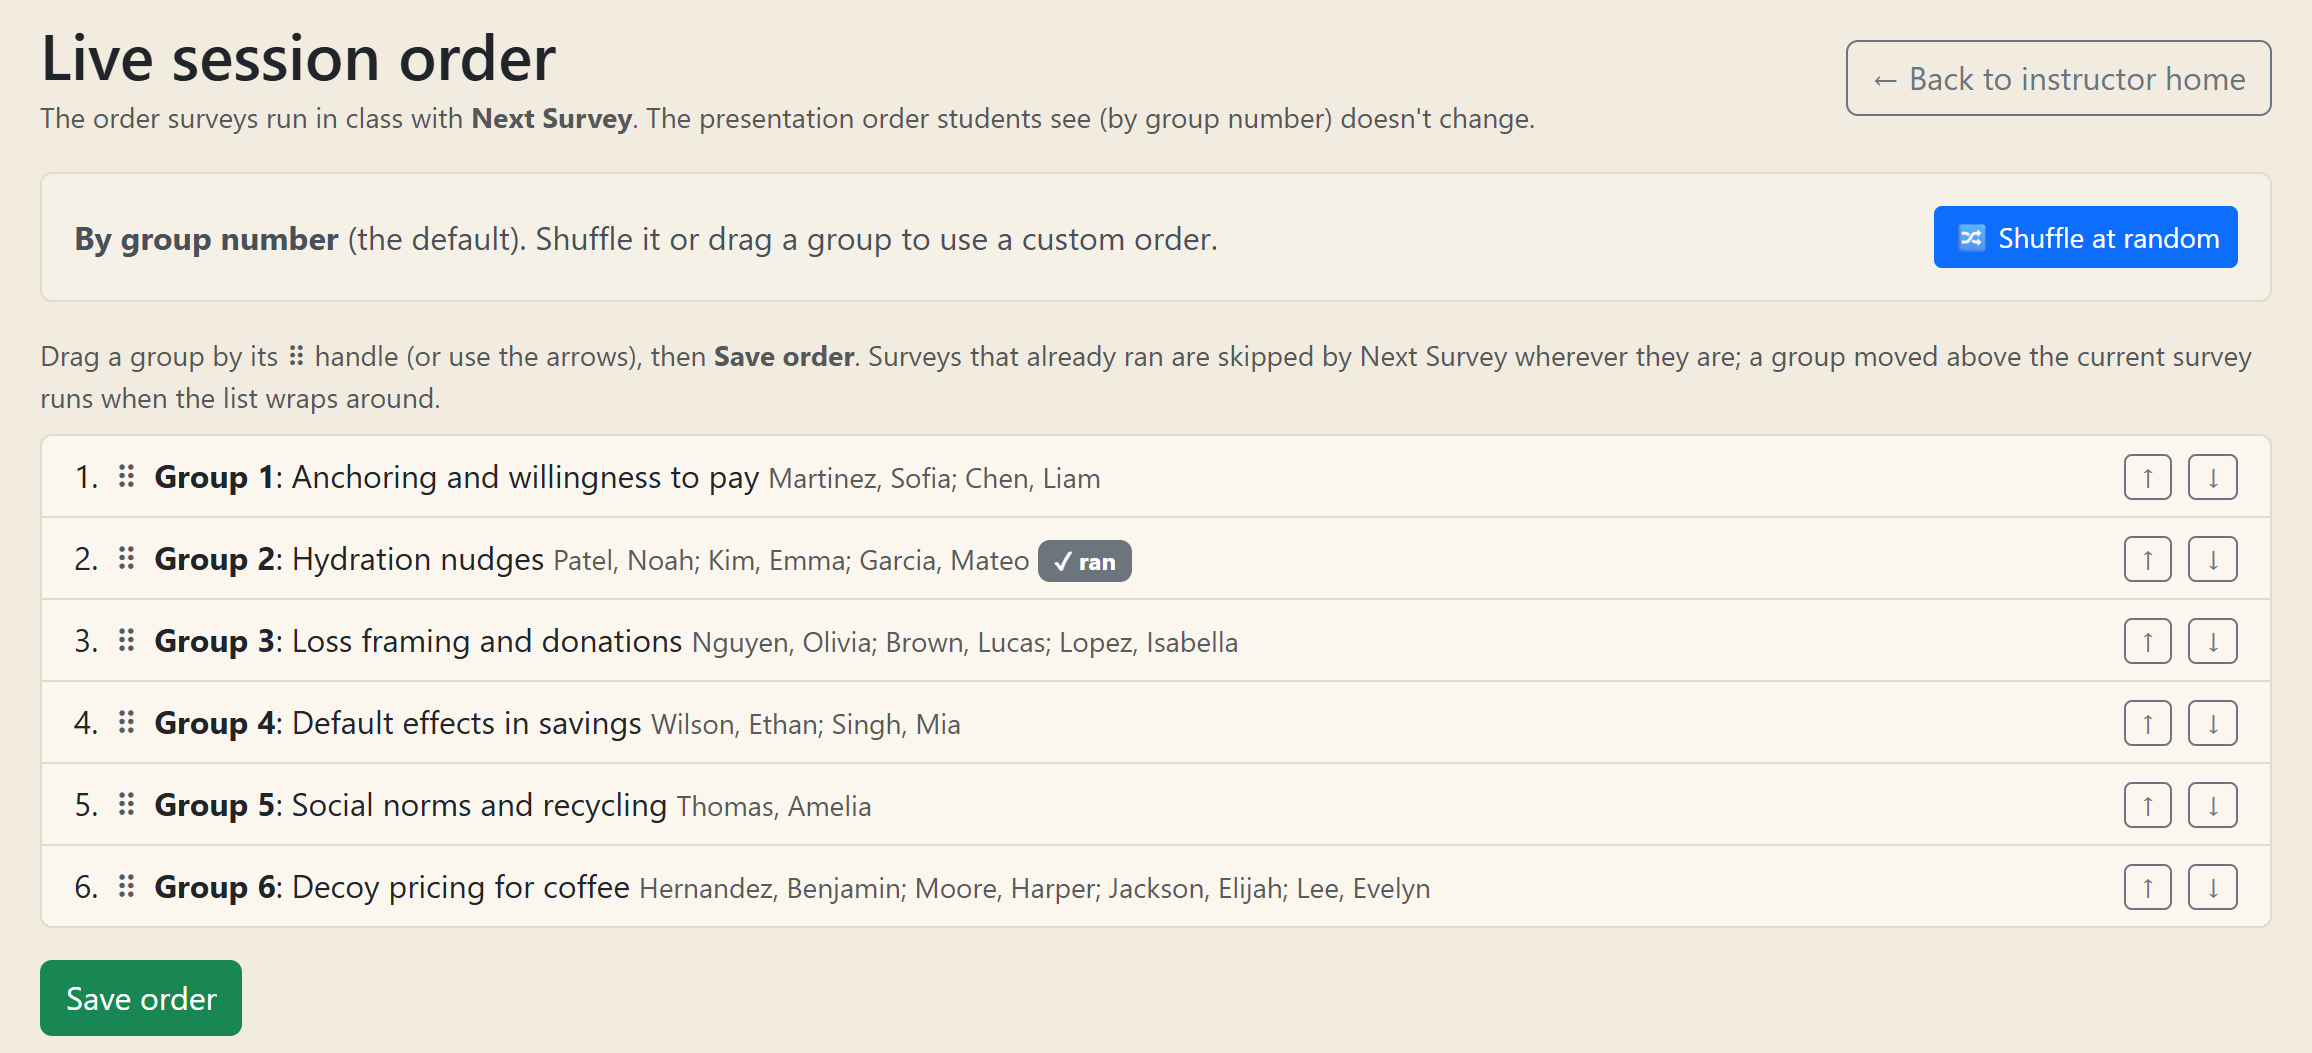 Live session order
← Back to instructor home
The order surveys run in class with Next Survey. The presentation order students see (by group number) doesn't change.
By group number (the default). Shuffle it or drag a group to use a custom order.
🔀 Shuffle at random
Drag a group by its ⠿ handle (or use the arrows), then Save order. Surveys that already ran are skipped by Next Survey wherever they are; a group moved above the current survey
runs when the list wraps around.
1. ⠿ Group 1: Anchoring and willingness to pay Martinez, Sofia; Chen, Liam ↑ ↓
2. ⠿ Group 2: Hydration nudges Patel, Noah; Kim, Emma; Garcia, Mateo ✓ ran ↑ ↓
3. ⠿ Group 3: Loss framing and donations Nguyen, Olivia; Brown, Lucas; Lopez, Isabella ↑ ↓
4. ⠿ Group 4: Default effects in savings Wilson, Ethan; Singh, Mia ↑ ↓
5. ⠿ Group 5: Social norms and recycling Thomas, Amelia ↑ ↓
6. ⠿ Group 6: Decoy pricing for coffee Hernandez, Benjamin; Moore, Harper; Jackson, Elijah; Lee, Evelyn ↑ ↓
Save order